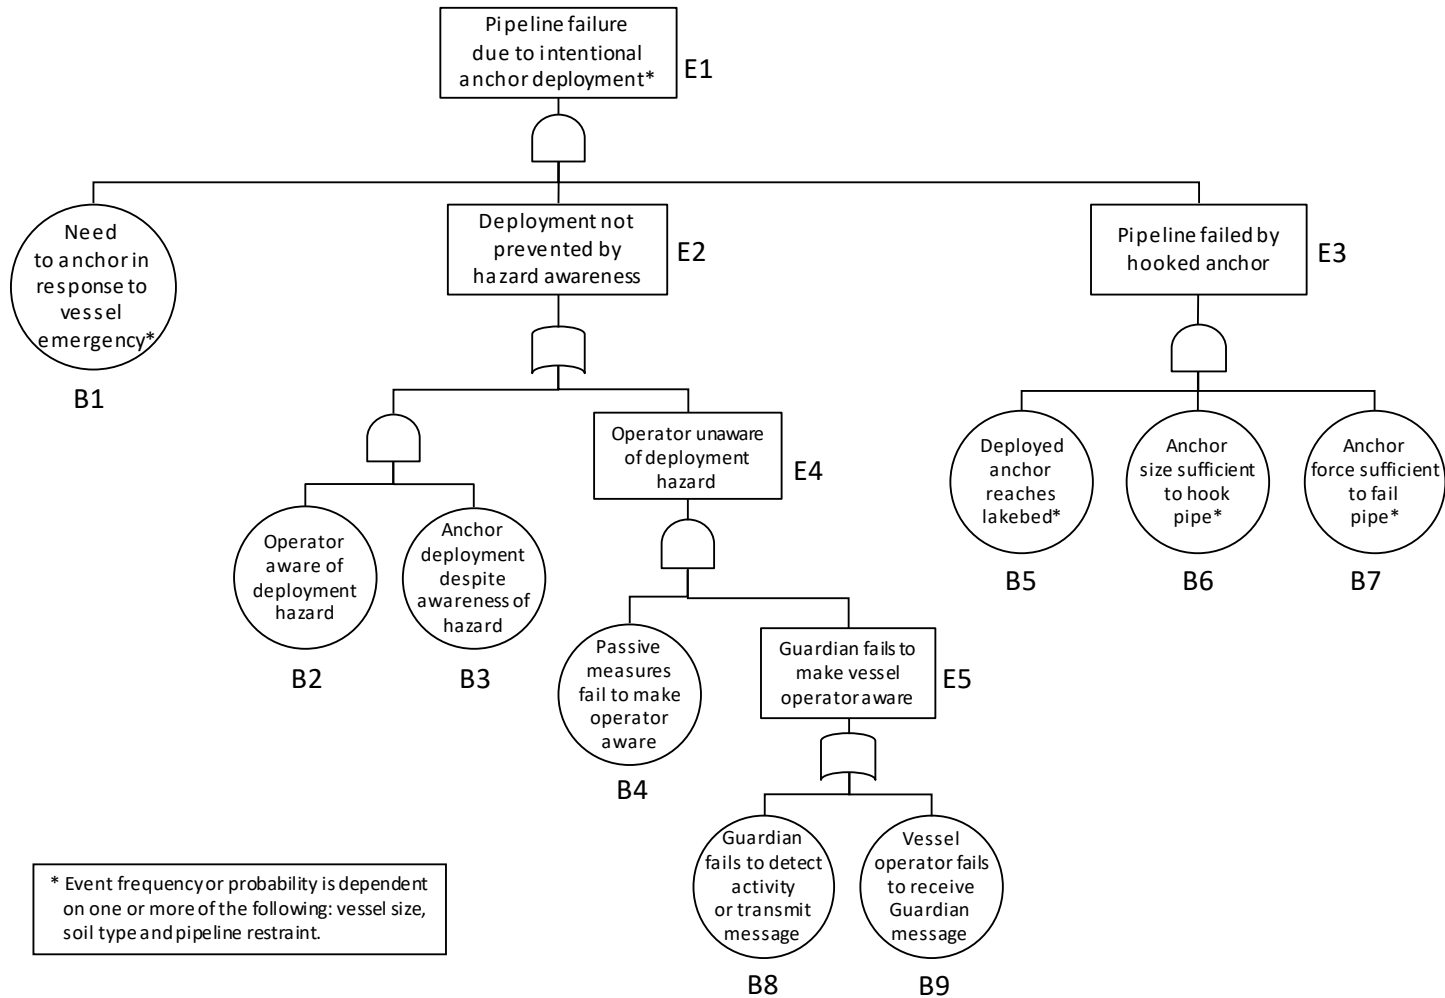 Pipeline failure
due to intentional
anchor deployment*
E1
Need
to anchor in
response to
vessel
emergency*
B1
Deployment not
prevented by
hazard awareness
E2
Pipeline failed by
hooked anchor
E3
Operator unaware
of deployment
hazard
E4
Deployed
anchor
reaches
lakebed*
B5
Anchor
size sufficient
to hook
pipe*
B6
Anchor
force sufficient
to fail
pipe*
B7
Operator
aware of
deployment
hazard
B2
Anchor
deployment
despite
awareness of
hazard
B3
Passive
measures
fail to make
operator
aware
B4
Guardian fails to
make vessel
operator aware
E5
Guardian
fails to detect
activity
or transmit
message
B8
Vessel
operator fails
to receive
Guardian
message
B9
* Event frequency or probability is dependent
on one or more of the following: vessel size,
soil type and pipeline restraint.